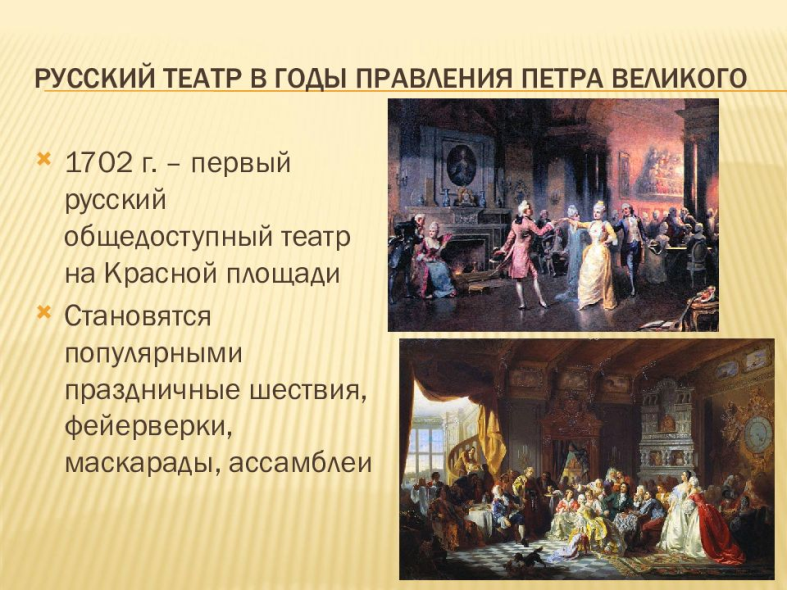 РУССКИЙ ТЕАТР В ГОДЫ ПРАВЛЕНИЯ ПЕТРА ВЕЛИКОГО
1702 г. – первый
русский
общедоступный театр
на Красной площади
Становятся
популярными
праздничные шествия,
фейерверки,
маскарады, ассамблеи